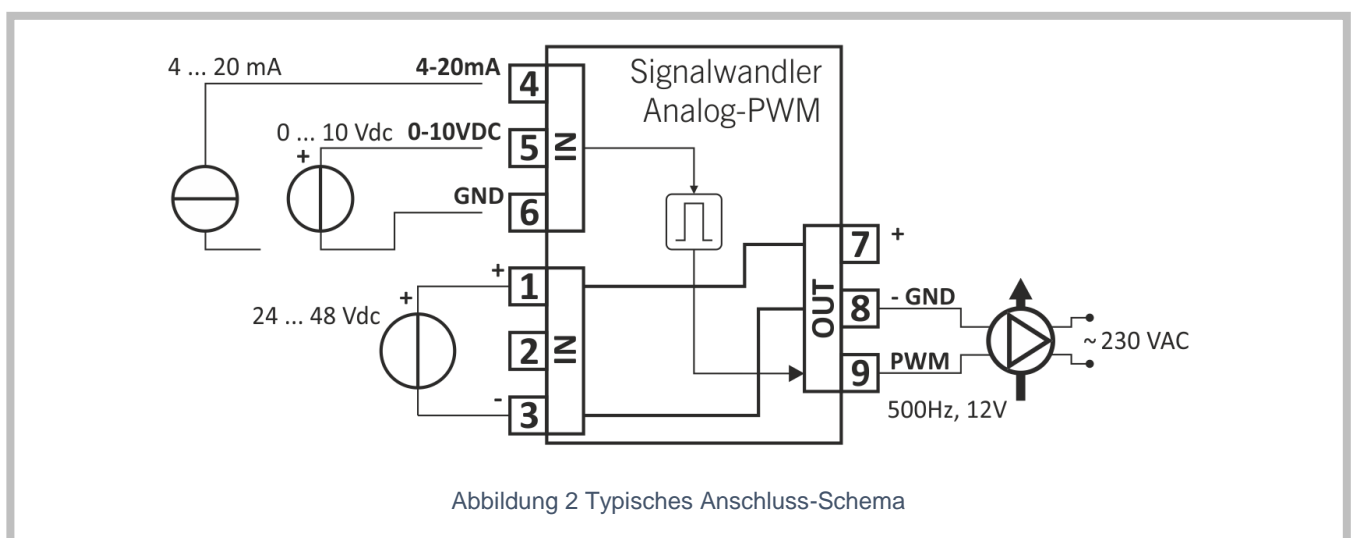 4 ... 20 mA
4-20mA
4
Signalwandler
Analog-PWM
0 ... 10 Vdc
0-10VDC
+
5
IN
GND
6
+
1
24 ... 48 Vdc
+
2
IN
-
3
OUT
7
+
8
- GND
9
PWM
~ 230 VAC
500Hz, 12V
Abbildung 2 Typisches Anschluss-Schema